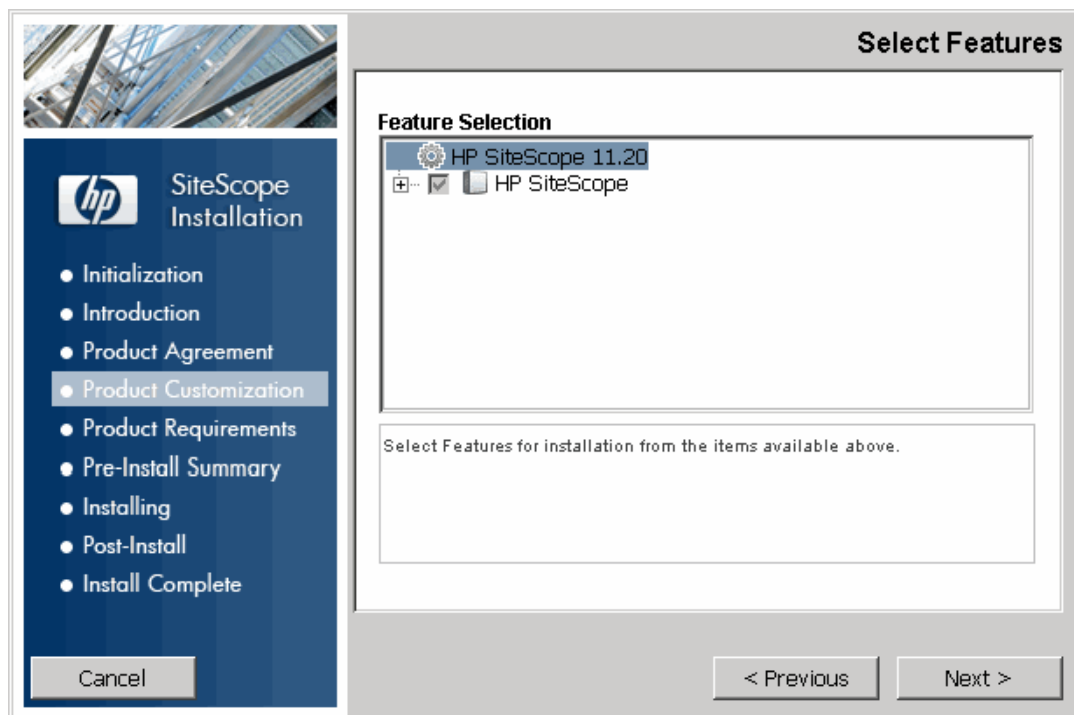 Select Features
hp
SiteScope
Installation
Initialization
Introduction
Product Agreement
Product Customization
Product Requirements
Pre-Install Summary
Installing
Post-Install
Install Complete
Feature Selection
HP SiteScope 11.20
HP SiteScope
Select Features for installation from the items available above.
Cancel
< Previous
Next >